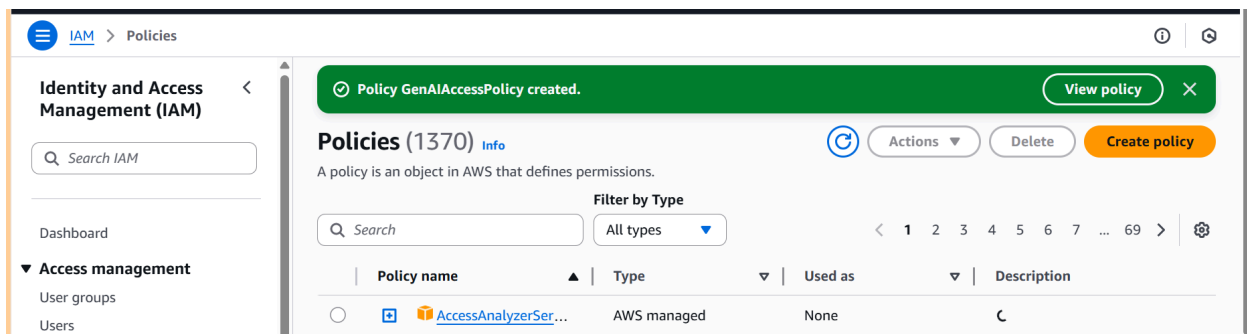 IAM > Policies
Identity and Access
Management (IAM)
Search IAM
Dashboard
Access management
User groups
Users
Policy GenAIAccessPolicy created.
View policy
Policies (1370) Info
Actions
Delete
Create policy
A policy is an object in AWS that defines permissions.
Filter by Type
Search
All types
1 2 3 4 5 6 7 ... 69
Policy name Type Used as Description
AccessAnalyzerSer... AWS managed None